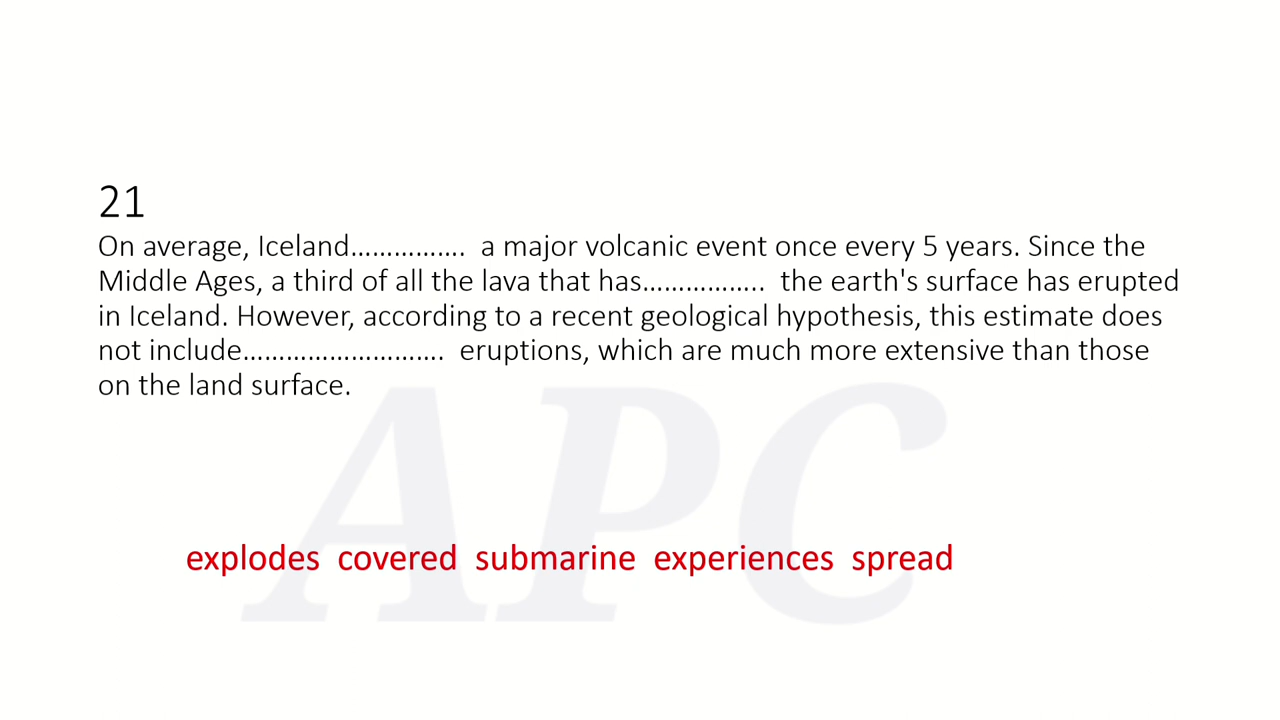 21
On average, Iceland……………. a major volcanic event once every 5 years. Since the
Middle Ages, a third of all the lava that has…………….. the earth's surface has erupted
in Iceland. However, according to a recent geological hypothesis, this estimate does
not include………………………. eruptions, which are much more extensive than those
on the land surface.
APC
explodes covered submarine experiences spread